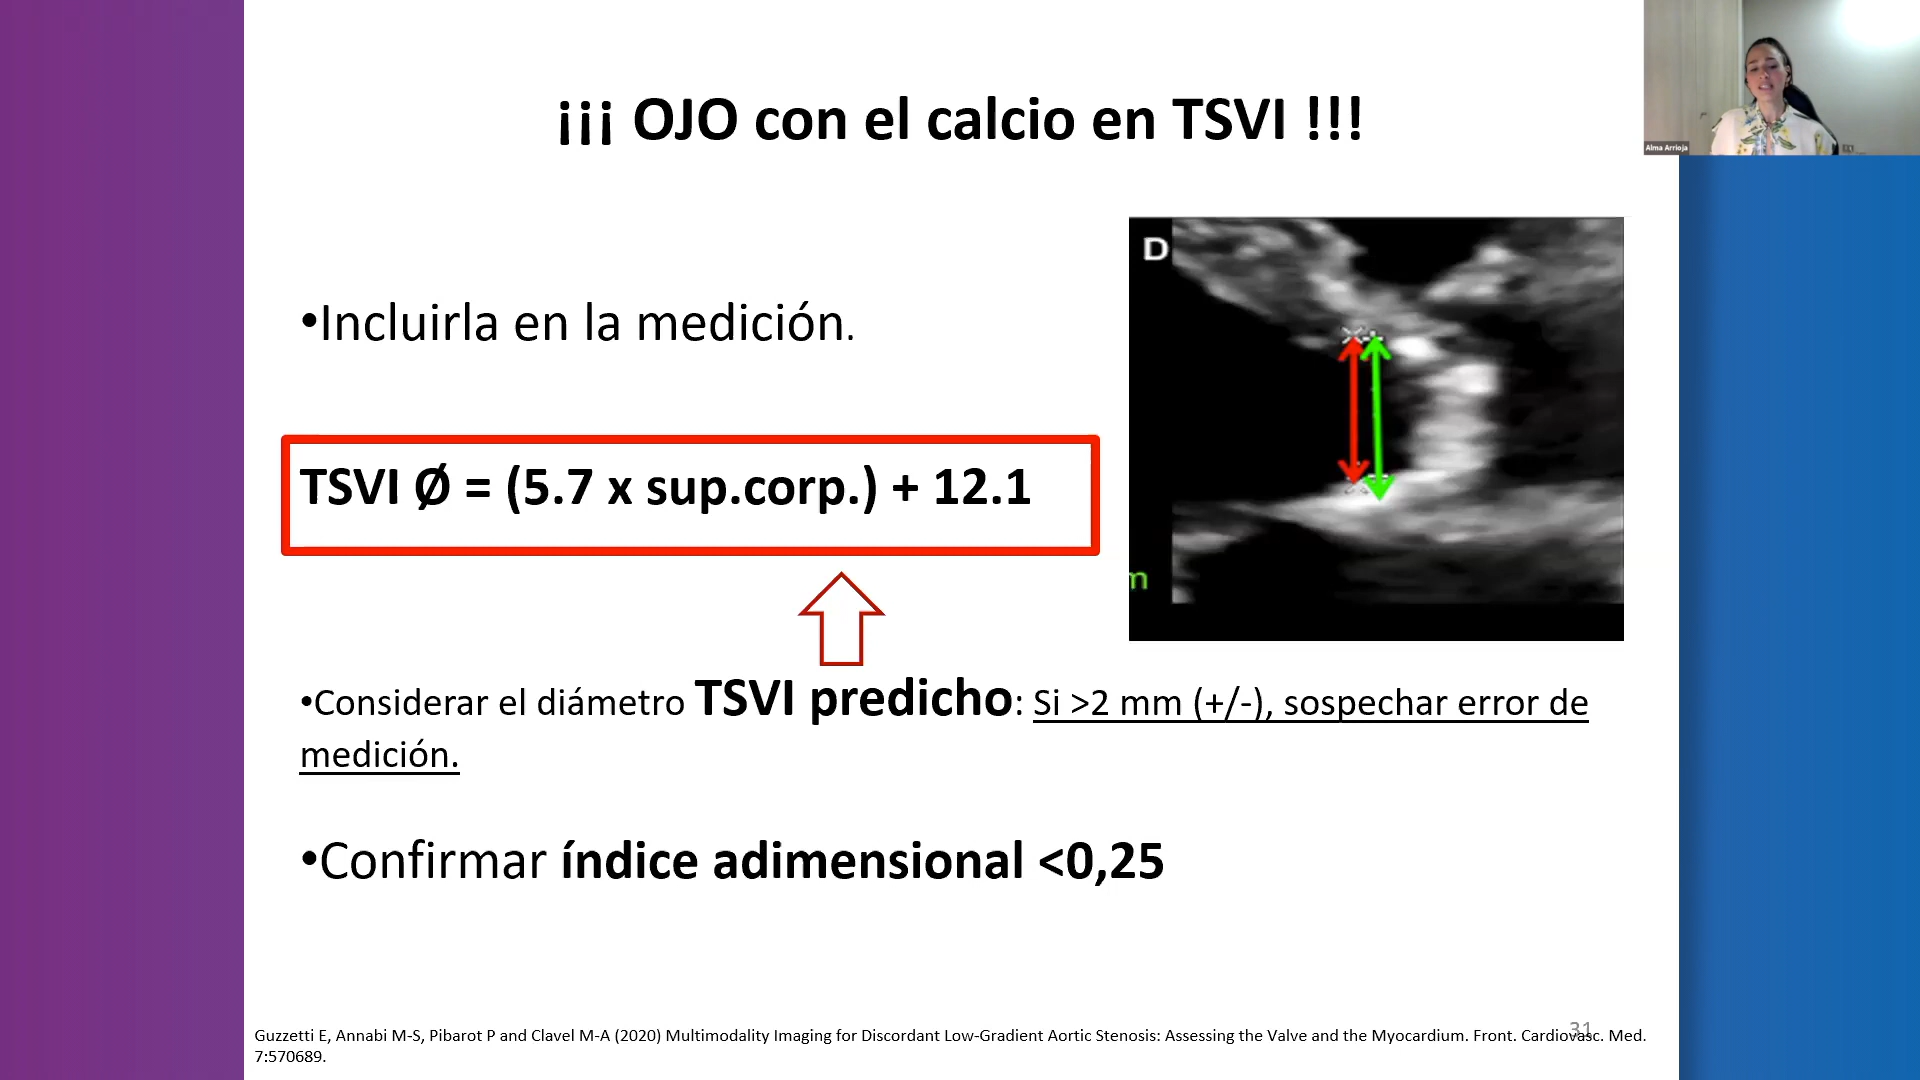 ¡¡¡ OJO con el calcio en TSVI !!!
Alma Arrioja
•Incluirla en la medición.
D
TSVI Ø = (5.7 x sup.corp.) + 12.1
m
•Considerar el diámetro TSVI predicho: Si >2 mm (+/-), sospechar error de
medición.
•Confirmar índice adimensional <0,25
31
Guzzetti E, Annabi M-S, Pibarot P and Clavel M-A (2020) Multimodality Imaging for Discordant Low-Gradient Aortic Stenosis: Assessing the Valve and the Myocardium. Front. Cardiovasc. Med.
7:570689.